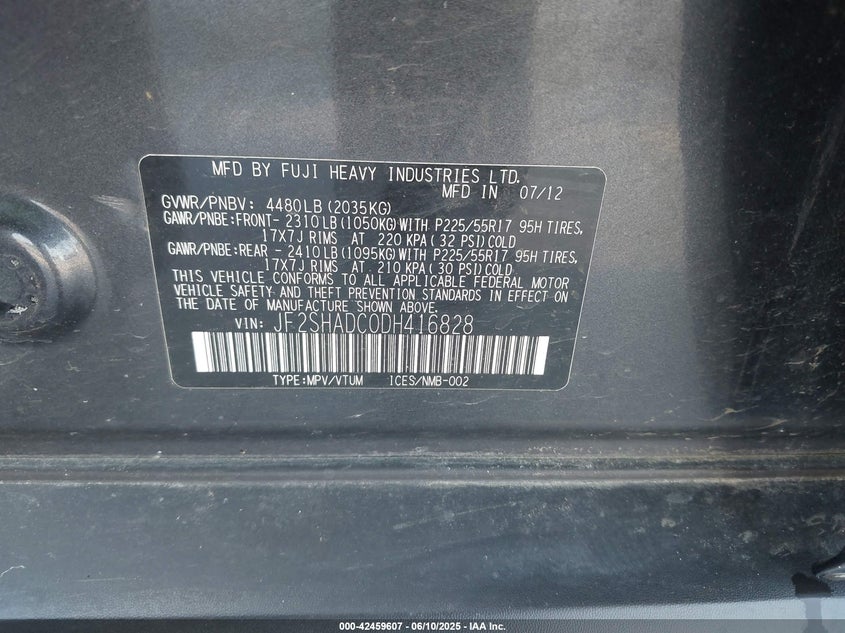 MFD BY FUJI HEAVY INDUSTRIES LTD.
MFD IN 07/12
GVWR/PNBV: 4480LB(2035KG)
GAWR/PNBE:FRONT- 2310LB(1050KG)WITH P225/55R17 95H TIRES,
17X7J RIMS AT 220 KPA(32 PSI)COLD
GAWR/PNBE:REAR - 2410LB(1095KG)WITH P225/55R17 95H TIRES,
17X7J RIMS AT 210 KPA(30 PSI)COLD
THIS VEHICLE CONFORMS TO ALL APPLICABLE FEDERAL MOTOR
VEHICLE SAFETY AND THEFT PREVENTION STANDARDS IN EFFECT ON
THE DATE OF MANUFACTURE SHOWN ABOVE.
VIN: JF2SHADC0DH416828
TYPE:MPV/VTUM ICES/NMB-002
000-42459607 - 06/10/2025 - IAA Inc.